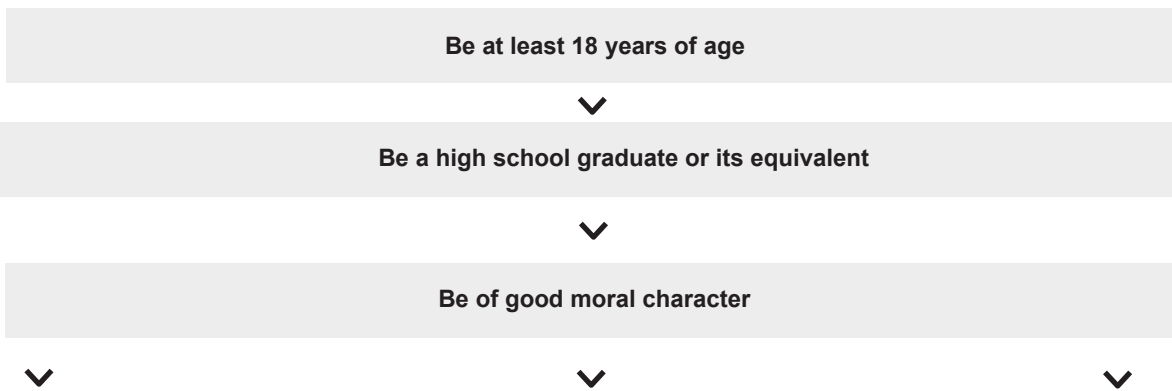 Be at least 18 years of age
Be a high school graduate or its equivalent
Be of good moral character